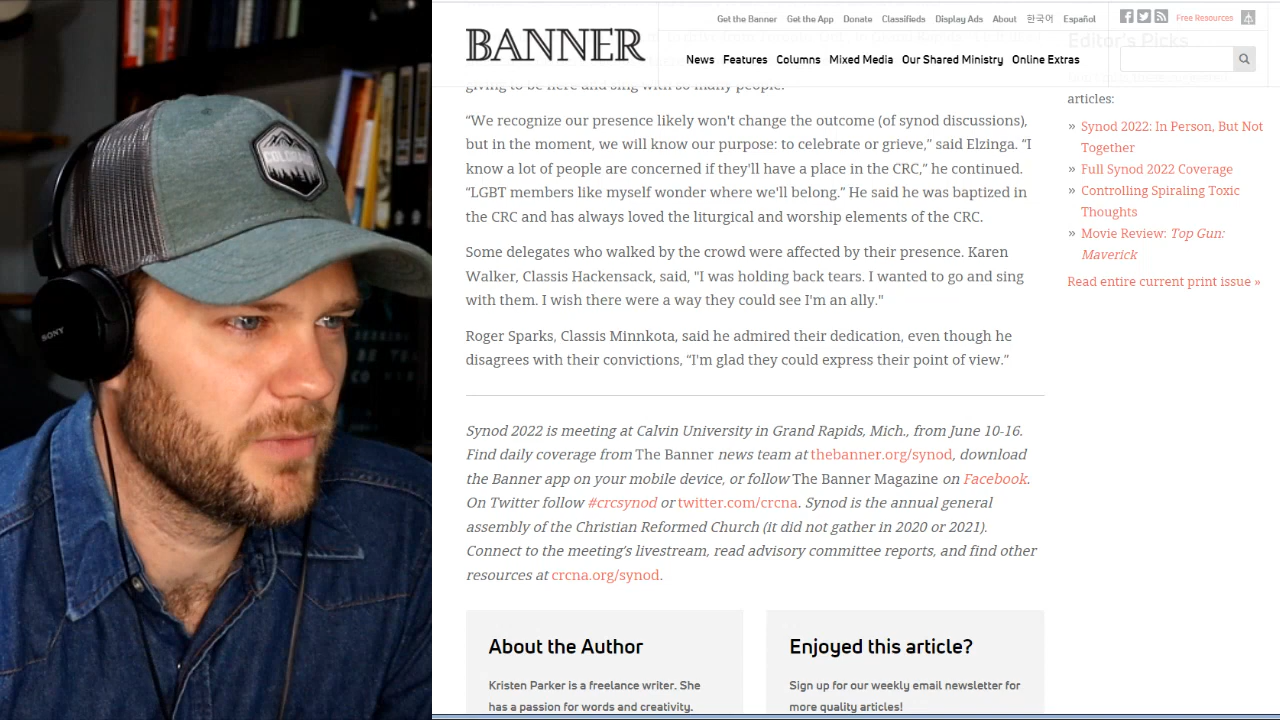 Get the Banner Get the App Donate Classifieds Display Ads About 한국어 Español
Free Resources
BANNER
News Features Columns Mixed Media Our Shared Ministry Online Extras
Editor's Picks
giving to be here and sing with so many people.
“We recognize our presence likely won't change the outcome (of synod discussions),
but in the moment, we will know our purpose: to celebrate or grieve,” said Elzinga. “I
know a lot of people are concerned if they'll have a place in the CRC,” he continued.
“LGBT members like myself wonder where we'll belong.” He said he was baptized in
the CRC and has always loved the liturgical and worship elements of the CRC.
Some delegates who walked by the crowd were affected by their presence. Karen
Walker, Classis Hackensack, said, "I was holding back tears. I wanted to go and sing
with them. I wish there were a way they could see I'm an ally."
Roger Sparks, Classis Minnkota, said he admired their dedication, even though he
disagrees with their convictions, “I'm glad they could express their point of view.”
Synod 2022 is meeting at Calvin University in Grand Rapids, Mich., from June 10-16.
Find daily coverage from The Banner news team at thebanner.org/synod, download
the Banner app on your mobile device, or follow The Banner Magazine on Facebook.
On Twitter follow #crcsynod or twitter.com/crcna. Synod is the annual general
assembly of the Christian Reformed Church (it did not gather in 2020 or 2021).
Connect to the meeting's livestream, read advisory committee reports, and find other
resources at crcna.org/synod.
About the Author
Kristen Parker is a freelance writer. She
has a passion for words and creativity.
Enjoyed this article?
Sign up for our weekly email newsletter for
more quality articles!
articles:
» Synod 2022: In Person, But Not
Together
» Full Synod 2022 Coverage
» Controlling Spiraling Toxic
Thoughts
» Movie Review: Top Gun:
Maverick
Read entire current print issue »
COLORADO
SONY